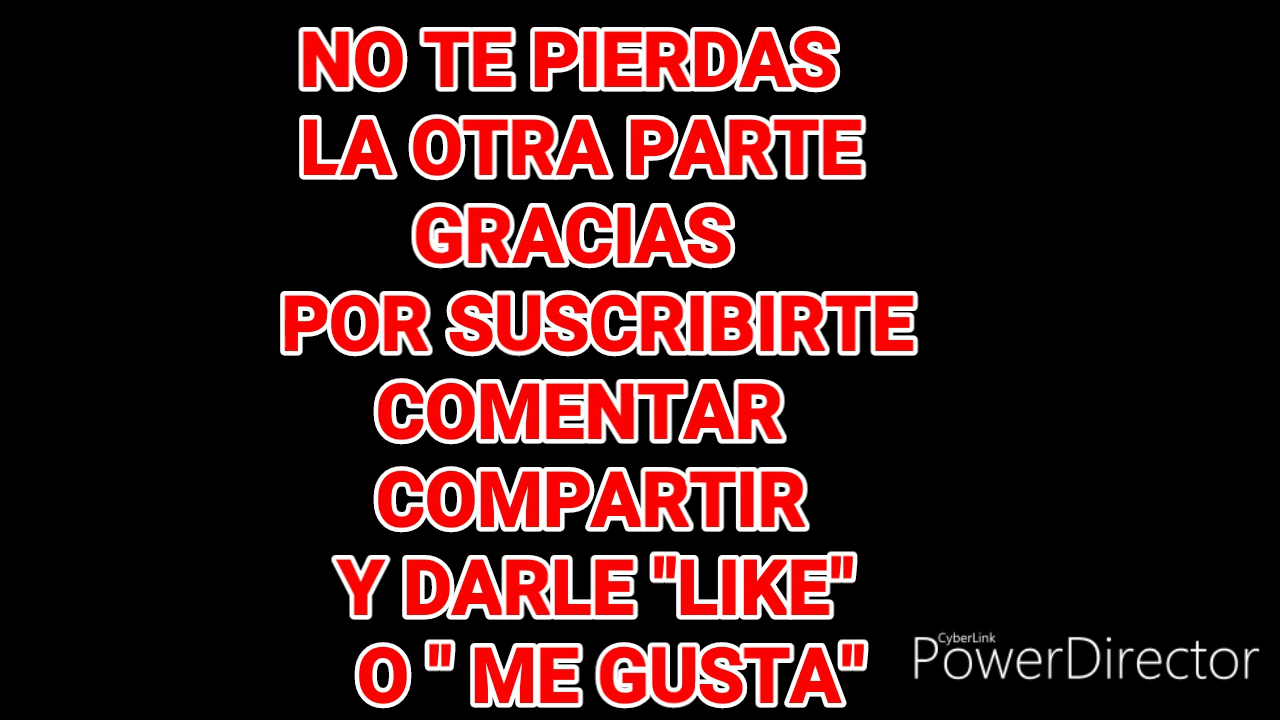 NO TE PIERDAS
LA OTRA PARTE
GRACIAS
POR SUSCRIBIRTE
COMENTAR
COMPARTIR
Y DARLE "LIKE"
O " ME GUSTA"
CyberLink
PowerDirector